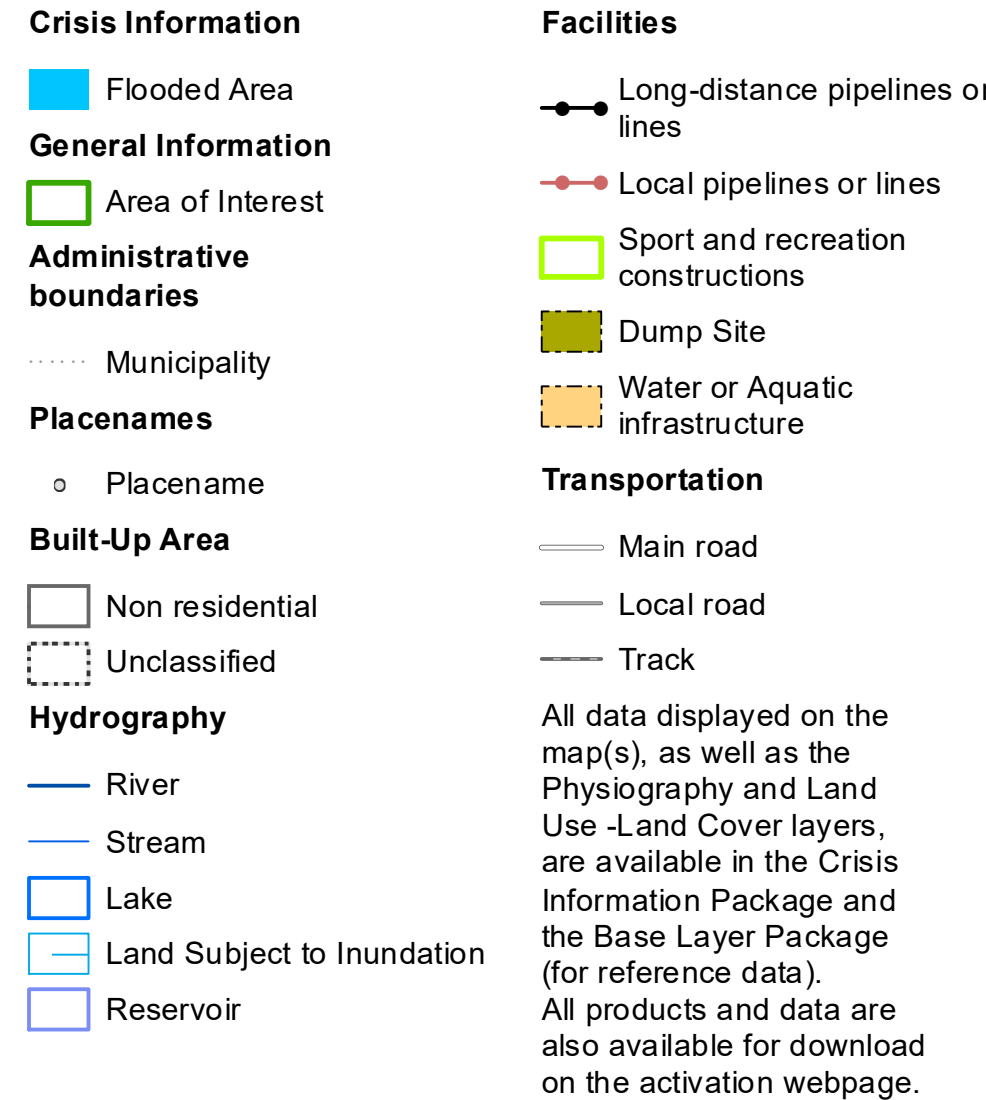 Crisis Information
Flooded Area
General Information
Area of Interest
Administrative
boundaries
Municipality
Placenames
Placename
Built-Up Area
Non residential
Unclassified
Hydrography
River
Stream
Lake
Land Subject to Inundation
Reservoir
Facilities
Long-distance pipelines or
lines
Local pipelines or lines
Sport and recreation
constructions
Dump Site
Water or Aquatic
infrastructure
Transportation
Main road
Local road
Track
All data displayed on the
map(s), as well as the
Physiography and Land
Use -Land Cover layers,
are available in the Crisis
Information Package and
the Base Layer Package
(for reference data).
All products and data are
also available for download
on the activation webpage.